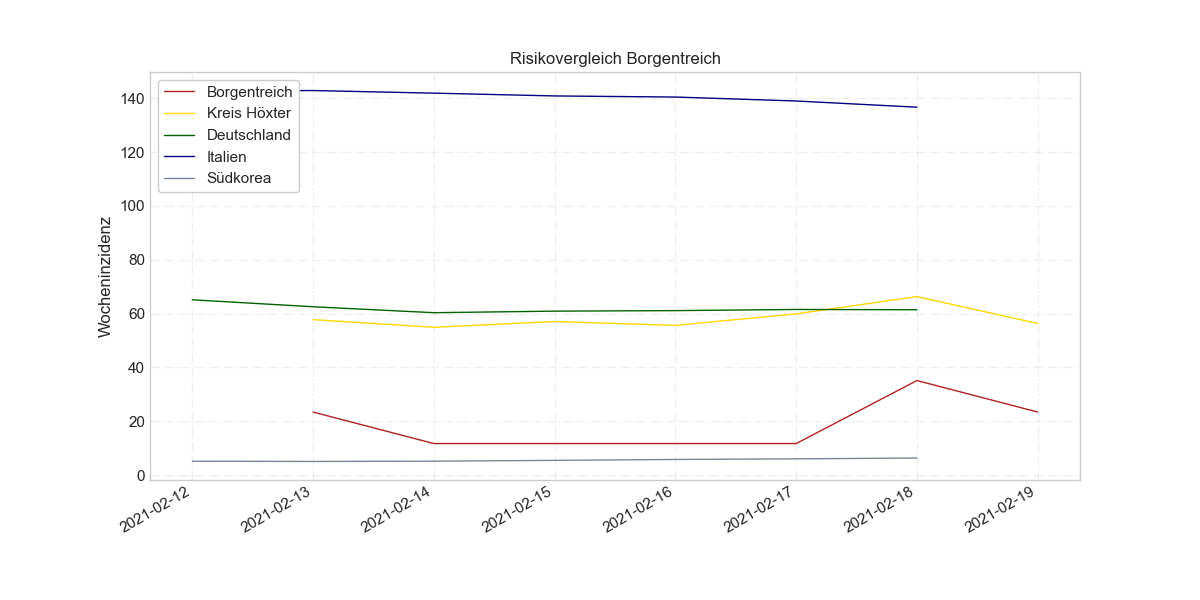 Risikovergleich Borgentreich
Borgentreich
Kreis Höxter
Deutschland
Italien
Südkorea
Wocheninzidenz
140
120
100
80
60
40
20
0
2021-02-12
2021-02-13
2021-02-14
2021-02-15
2021-02-16
2021-02-17
2021-02-18
2021-02-19